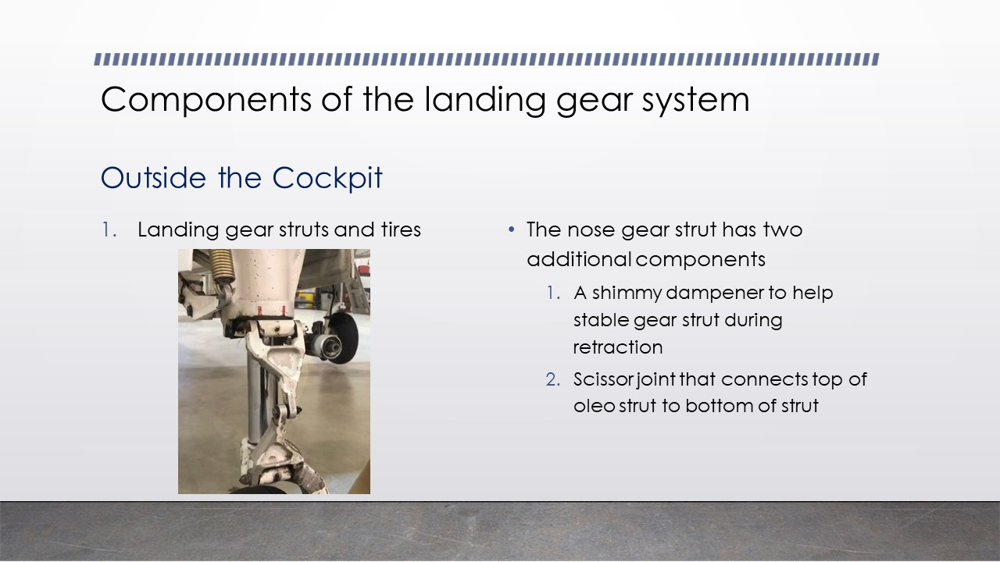 Components of the landing gear system
Outside the Cockpit
1. Landing gear struts and tires
• The nose gear strut has two
additional components
1. A shimmy dampener to help
stable gear strut during
retraction
2. Scissor joint that connects top of
oleo strut to bottom of strut